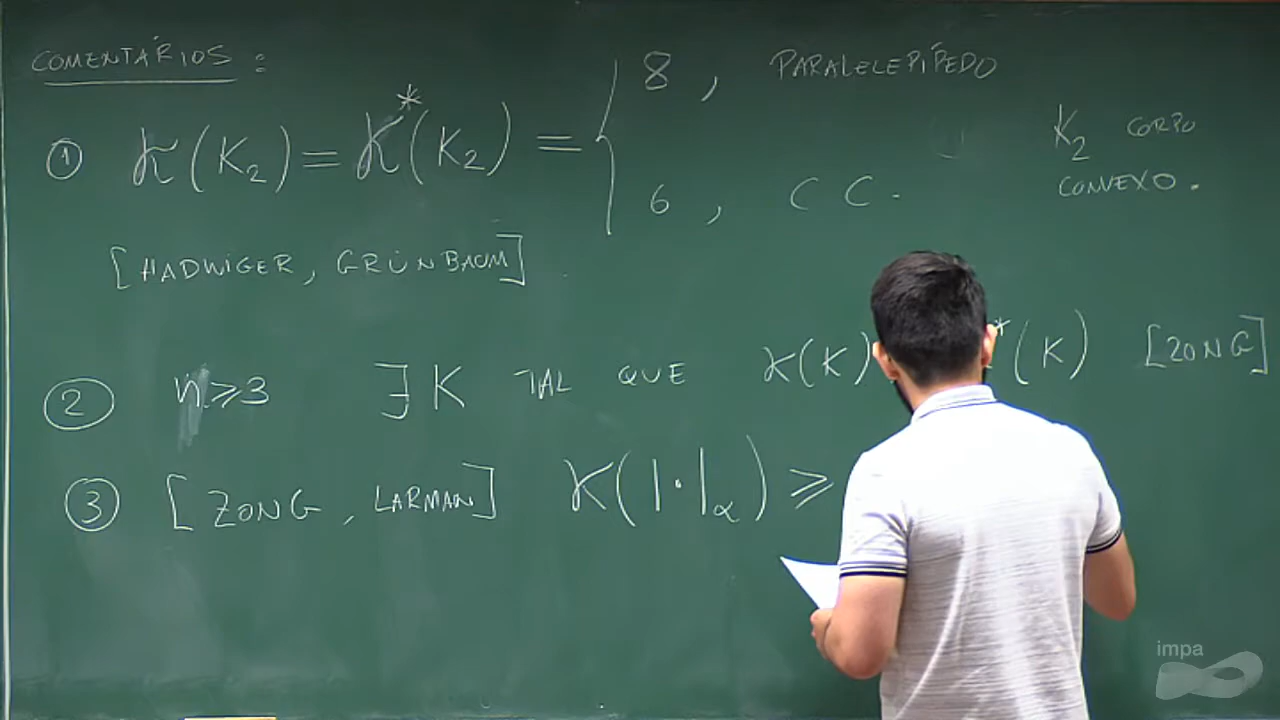 COMENTÁRIOS :
① K(K₂) = K*(K₂) = { 8 , PARALELEPÍPEDO
6 , C C .
K₂ CORPO
CONVEXO .
[HADWIGER, GRÜNBAUM] .
② n ≥ 3 ∃ K TAL QUE K(K) * (K) [ZONG]
③ [ZONG, LARMAN] K(|·|α) ≥
impa